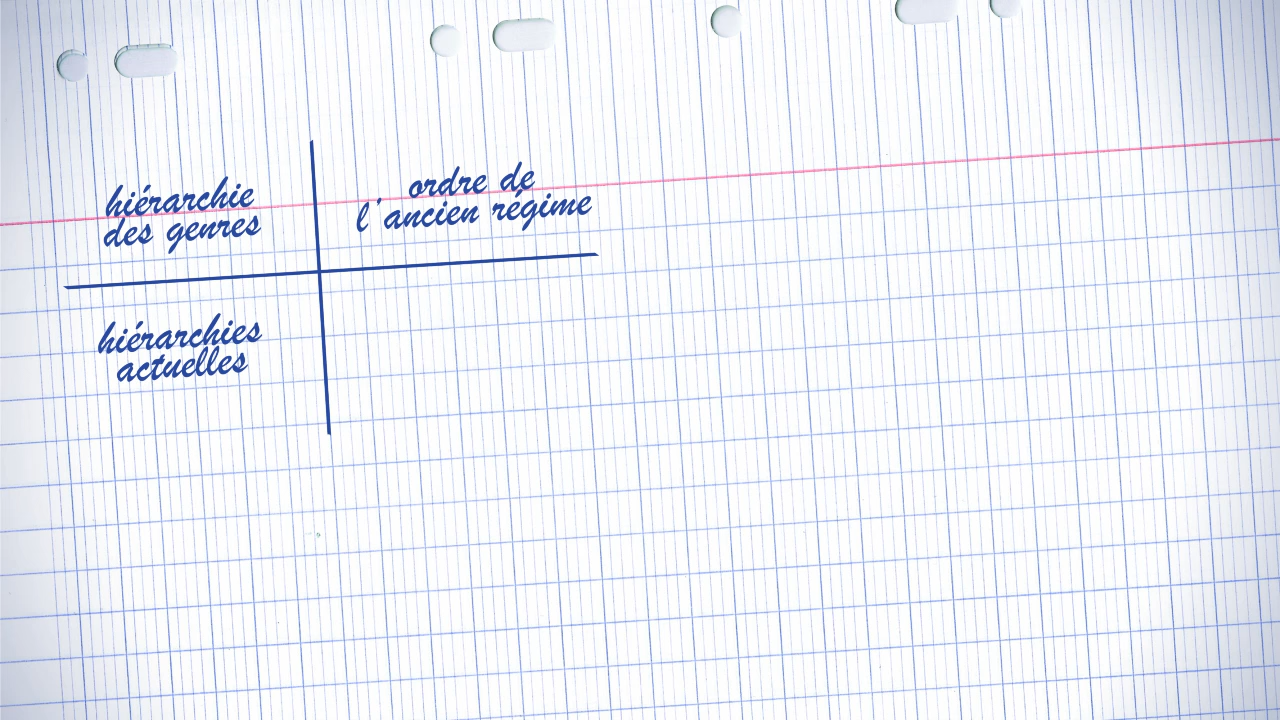 hiérarchie
des genres
ordre de
l'ancien régime
hiérarchies
actuelles